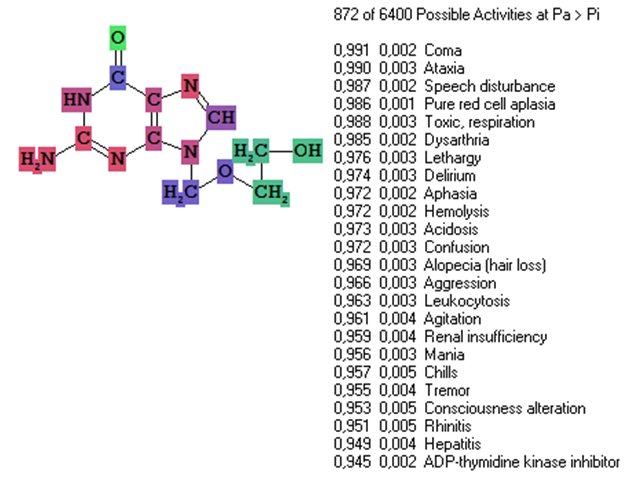 872 of 6400 Possible Activities at Pa > Pi
O
C
HN
C
N
CH
C
C
H2N
N
N
H2C
OH
O
H2C
CH2
0,991 0,002 Coma
0,990 0,003 Ataxia
0,987 0,002 Speech disturbance
0,986 0,001 Pure red cell aplasia
0,988 0,003 Toxic, respiration
0,985 0,002 Dysarthria
0,976 0,003 Lethargy
0,974 0,003 Delirium
0,972 0,002 Aphasia
0,972 0,002 Hemolysis
0,973 0,003 Acidosis
0,972 0,003 Confusion
0,969 0,003 Alopecia (hair loss)
0,966 0,003 Aggression
0,963 0,003 Leukocytosis
0,961 0,004 Agitation
0,959 0,004 Renal insufficiency
0,956 0,003 Mania
0,957 0,005 Chills
0,955 0,004 Tremor
0,953 0,005 Consciousness alteration
0,951 0,005 Rhinitis
0,949 0,004 Hepatitis
0,945 0,002 ADP-thymidine kinase inhibitor